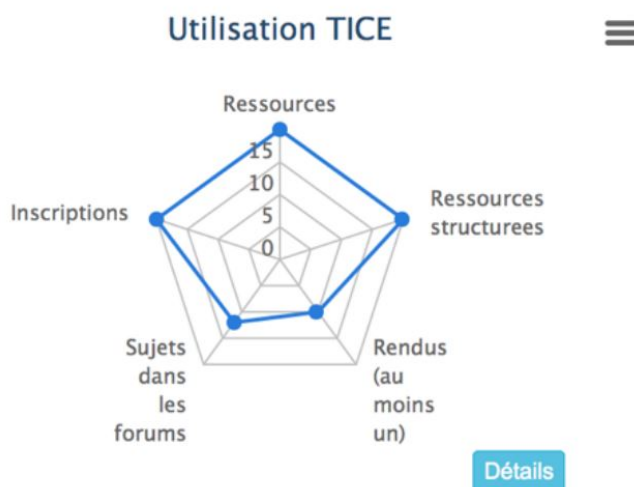 Utilisation TICE
Ressources
15
10
5
0
Inscriptions
Ressources
structurees
Sujets
dans
les
forums
Rendus
(au
moins
un)
Détails